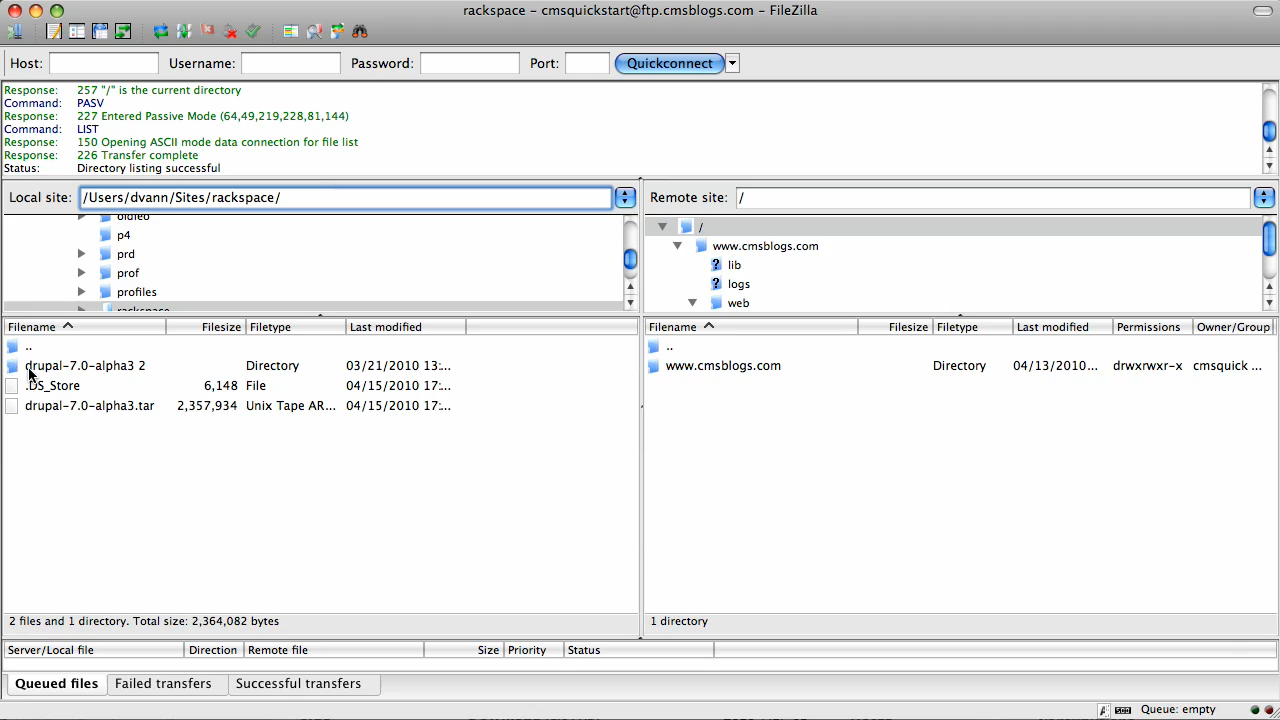 rackspace – cmsquickstart@ftp.cmsblogs.com – FileZilla
Host: Username: Password: Port: Quickconnect
Response: 257 "/" is the current directory
Command: PASV
Response: 227 Entered Passive Mode (64,49,219,228,81,144)
Command: LIST
Response: 150 Opening ASCII mode data connection for file list
Response: 226 Transfer complete
Status: Directory listing successful
Local site: /Users/dvann/Sites/rackspace/
Remote site: /
oldleo
p4
prd
prof
profiles
rackspace
/
www.cmsblogs.com
lib
logs
web
Filename Filesize Filetype Last modified
..
drupal-7.0-alpha3 2 Directory 03/21/2010 13:...
.DS_Store 6,148 File 04/15/2010 17:...
drupal-7.0-alpha3.tar 2,357,934 Unix Tape AR... 04/15/2010 17:...
2 files and 1 directory. Total size: 2,364,082 bytes
Filename Filesize Filetype Last modified Permissions Owner/Group
..
www.cmsblogs.com Directory 04/13/2010... drwxrwxr-x cmsquick ...
1 directory
Server/Local file Direction Remote file Size Priority Status
Queued files Failed transfers Successful transfers
Queue: empty